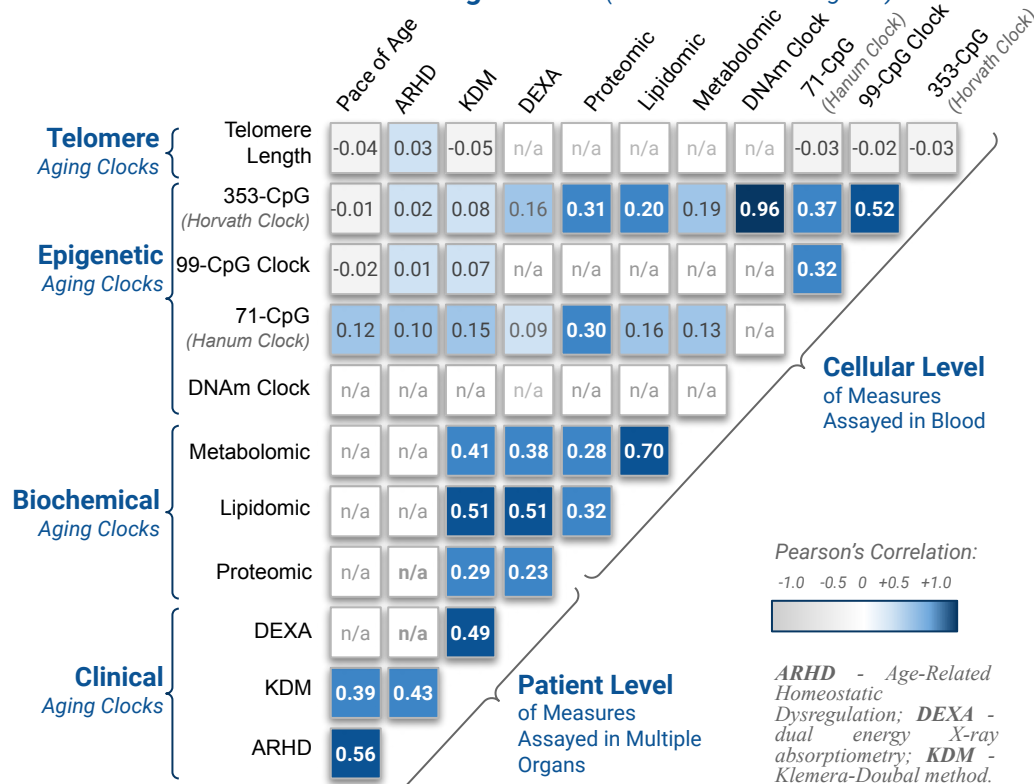 Pace of Age
ARHD
KDM
DEXA
Proteomic
Lipidomic
Metabolomic
DNAm Clock
71-CpG
(Hanum Clock)
99-CpG Clock
353-CpG
(Horvath Clock)
Telomere
Aging Clocks
Telomere
Length
-0.04 0.03 -0.05 n/a n/a n/a n/a n/a -0.03 -0.02 -0.03
Epigenetic
Aging Clocks
353-CpG
(Horvath Clock)
-0.01 0.02 0.08 0.16 0.31 0.20 0.19 0.96 0.37 0.52
99-CpG Clock
-0.02 0.01 0.07 n/a n/a n/a n/a n/a 0.32
71-CpG
(Hanum Clock)
0.12 0.10 0.15 0.09 0.30 0.16 0.13 n/a
DNAm Clock
n/a n/a n/a n/a n/a n/a n/a
Cellular Level
of Measures
Assayed in Blood
Biochemical
Aging Clocks
Metabolomic
n/a n/a 0.41 0.38 0.28 0.70
Lipidomic
n/a n/a 0.51 0.51 0.32
Proteomic
n/a n/a 0.29 0.23
Clinical
Aging Clocks
DEXA
n/a n/a 0.49
KDM
0.39 0.43
ARHD
0.56
Patient Level
of Measures
Assayed in Multiple
Organs
Pearson's Correlation:
-1.0 -0.5 0 +0.5 +1.0
ARHD - Age-Related
Homeostatic
Dysregulation; DEXA -
dual energy X-ray
absorptiometry; KDM -
Klemera-Doubal method.